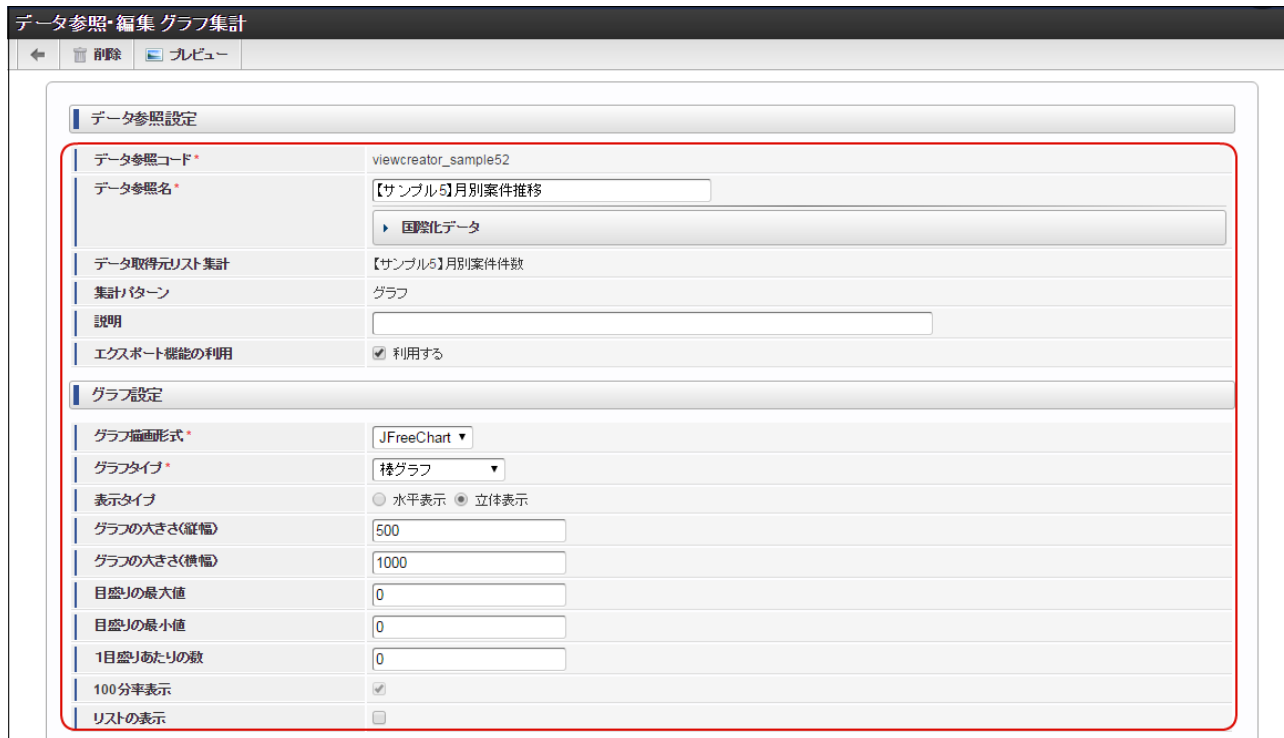 データ参照・編集 グラフ集計
削除 プレビュー
データ参照設定
データ参照コード* viewcreator_sample52
データ参照名* 【サンプル5】月別案件推移
国際化データ
データ取得元リスト集計 【サンプル5】月別案件件数
集計パターン グラフ
説明
エクスポート機能の利用 利用する
グラフ設定
グラフ描画形式* JFreeChart
グラフタイプ* 棒グラフ
表示タイプ 水平表示 立体表示
グラフの大きさ(縦幅) 500
グラフの大きさ(横幅) 1000
目盛りの最大値 0
目盛りの最小値 0
1目盛りあたりの数 0
100分率表示
リストの表示